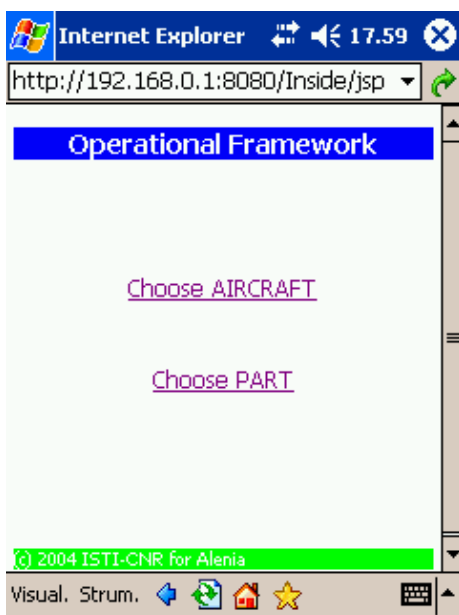 Internet Explorer 17.59
http://192.168.0.1:8080/Inside/jsp
Operational Framework
Choose AIRCRAFT
Choose PART
(c) 2004 ISTI-CNR for Alenia
Visual. Strum.